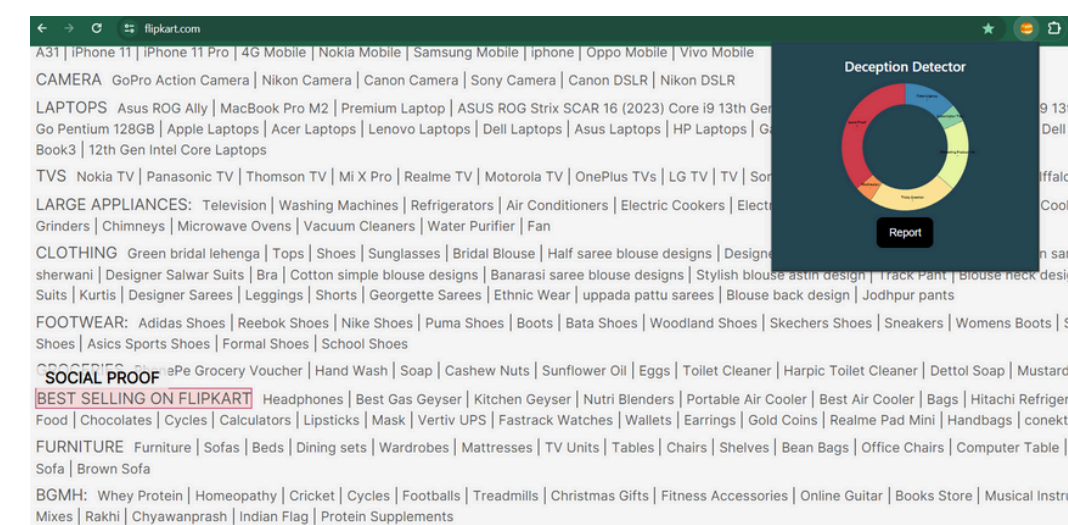 flipkart.com
A31 | iPhone 11 | iPhone 11 Pro | 4G Mobile | Nokia Mobile | Samsung Mobile | iphone | Oppo Mobile | Vivo Mobile
Deception Detector
Report
CAMERA GoPro Action Camera | Nikon Camera | Canon Camera | Sony Camera | Canon DSLR | Nikon DSLR
LAPTOPS Asus ROG Ally | MacBook Pro M2 | Premium Laptop | ASUS ROG Strix SCAR 16 (2023) Core i9 13th Ger
Go Pentium 128GB | Apple Laptops | Acer Laptops | Lenovo Laptops | Dell Laptops | Asus Laptops | HP Laptops | Dell
Book3 | 12th Gen Intel Core Laptops
TVS Nokia TV | Panasonic TV | Thomson TV | Mi X Pro | Realme TV | Motorola TV | OnePlus TVs | LG TV | TV | Sor
LARGE APPLIANCES: Television | Washing Machines | Refrigerators | Air Conditioners | Electric Cookers | Electr
Grinders | Chimneys | Microwave Ovens | Vacuum Cleaners | Water Purifier | Fan
CLOTHING Green bridal lehenga | Tops | Shoes | Sunglasses | Bridal Blouse | Half saree blouse designs | Designe
sherwani | Designer Salwar Suits | Bra | Cotton simple blouse designs | Banarasi saree blouse designs | Stylish blouse astin design | Track Pant | Blouse neck desi
Suits | Kurtis | Designer Sarees | Leggings | Shorts | Georgette Sarees | Ethnic Wear | uppada pattu sarees | Blouse back design | Jodhpur pants
FOOTWEAR: Adidas Shoes | Reebok Shoes | Nike Shoes | Puma Shoes | Boots | Bata Shoes | Woodland Shoes | Skechers Shoes | Sneakers | Womens Boots | S
Shoes | Asics Sports Shoes | Formal Shoes | School Shoes
SOCIAL PROOF
GROCERIES PhonePe Grocery Voucher | Hand Wash | Soap | Cashew Nuts | Sunflower Oil | Eggs | Toilet Cleaner | Harpic Toilet Cleaner | Dettol Soap | Mustard
BEST SELLING ON FLIPKART Headphones | Best Gas Geyser | Kitchen Geyser | Nutri Blenders | Portable Air Cooler | Best Air Cooler | Bags | Hitachi Refriger
Food | Chocolates | Cycles | Calculators | Lipsticks | Mask | Vertiv UPS | Fastrack Watches | Wallets | Earrings | Gold Coins | Realme Pad Mini | Handbags | conekt
FURNITURE Furniture | Sofas | Beds | Dining sets | Wardrobes | Mattresses | TV Units | Tables | Chairs | Shelves | Bean Bags | Office Chairs | Computer Table |
Sofa | Brown Sofa
BGMH: Whey Protein | Homeopathy | Cricket | Cycles | Footballs | Treadmills | Christmas Gifts | Fitness Accessories | Online Guitar | Books Store | Musical Instru
Mixes | Rakhi | Chyawanprash | Indian Flag | Protein Supplements